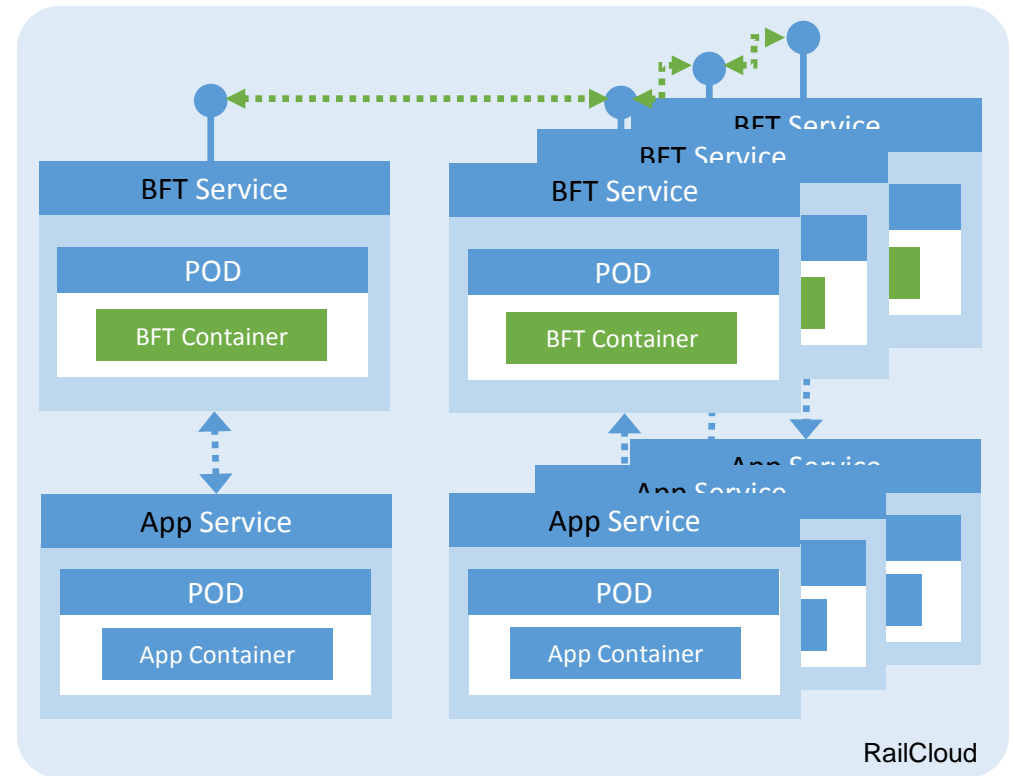 BFT Service
BFT Service
BFT Service
BFT Service
POD
POD
BFT Container
BFT Container
App Service
App Service
App Service
App Service
POD
POD
App Container
App Container
RailCloud